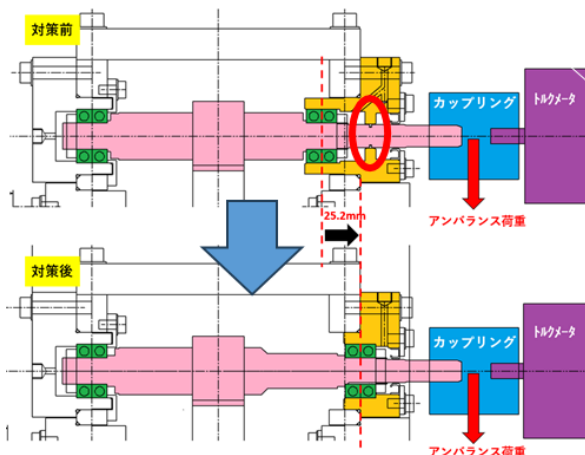 対策前
カップリング
ﾄﾙｸﾒｰﾀ
25.2mm
アンバランス荷重
対策後
カップリング
ﾄﾙｸﾒｰﾀ
アンバランス荷重